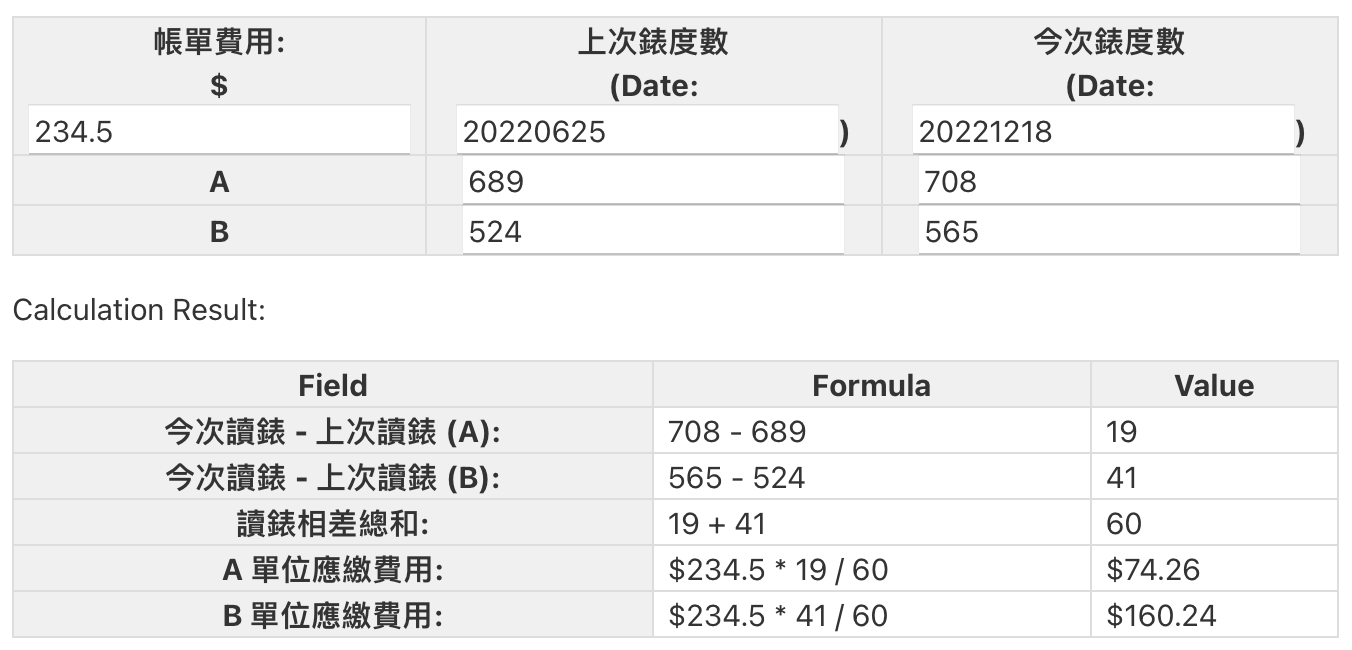 帳單費用: 上次錶度數 今次錶度數
$ (Date: (Date:
234.5 20220625 ) 20221218 )
A 689 708
B 524 565
Calculation Result:
Field Formula Value
今次讀錶 - 上次讀錶 (A): 708 - 689 19
今次讀錶 - 上次讀錶 (B): 565 - 524 41
讀錶相差總和: 19 + 41 60
A 單位應繳費用: $234.5 * 19 / 60 $74.26
B 單位應繳費用: $234.5 * 41 / 60 $160.24